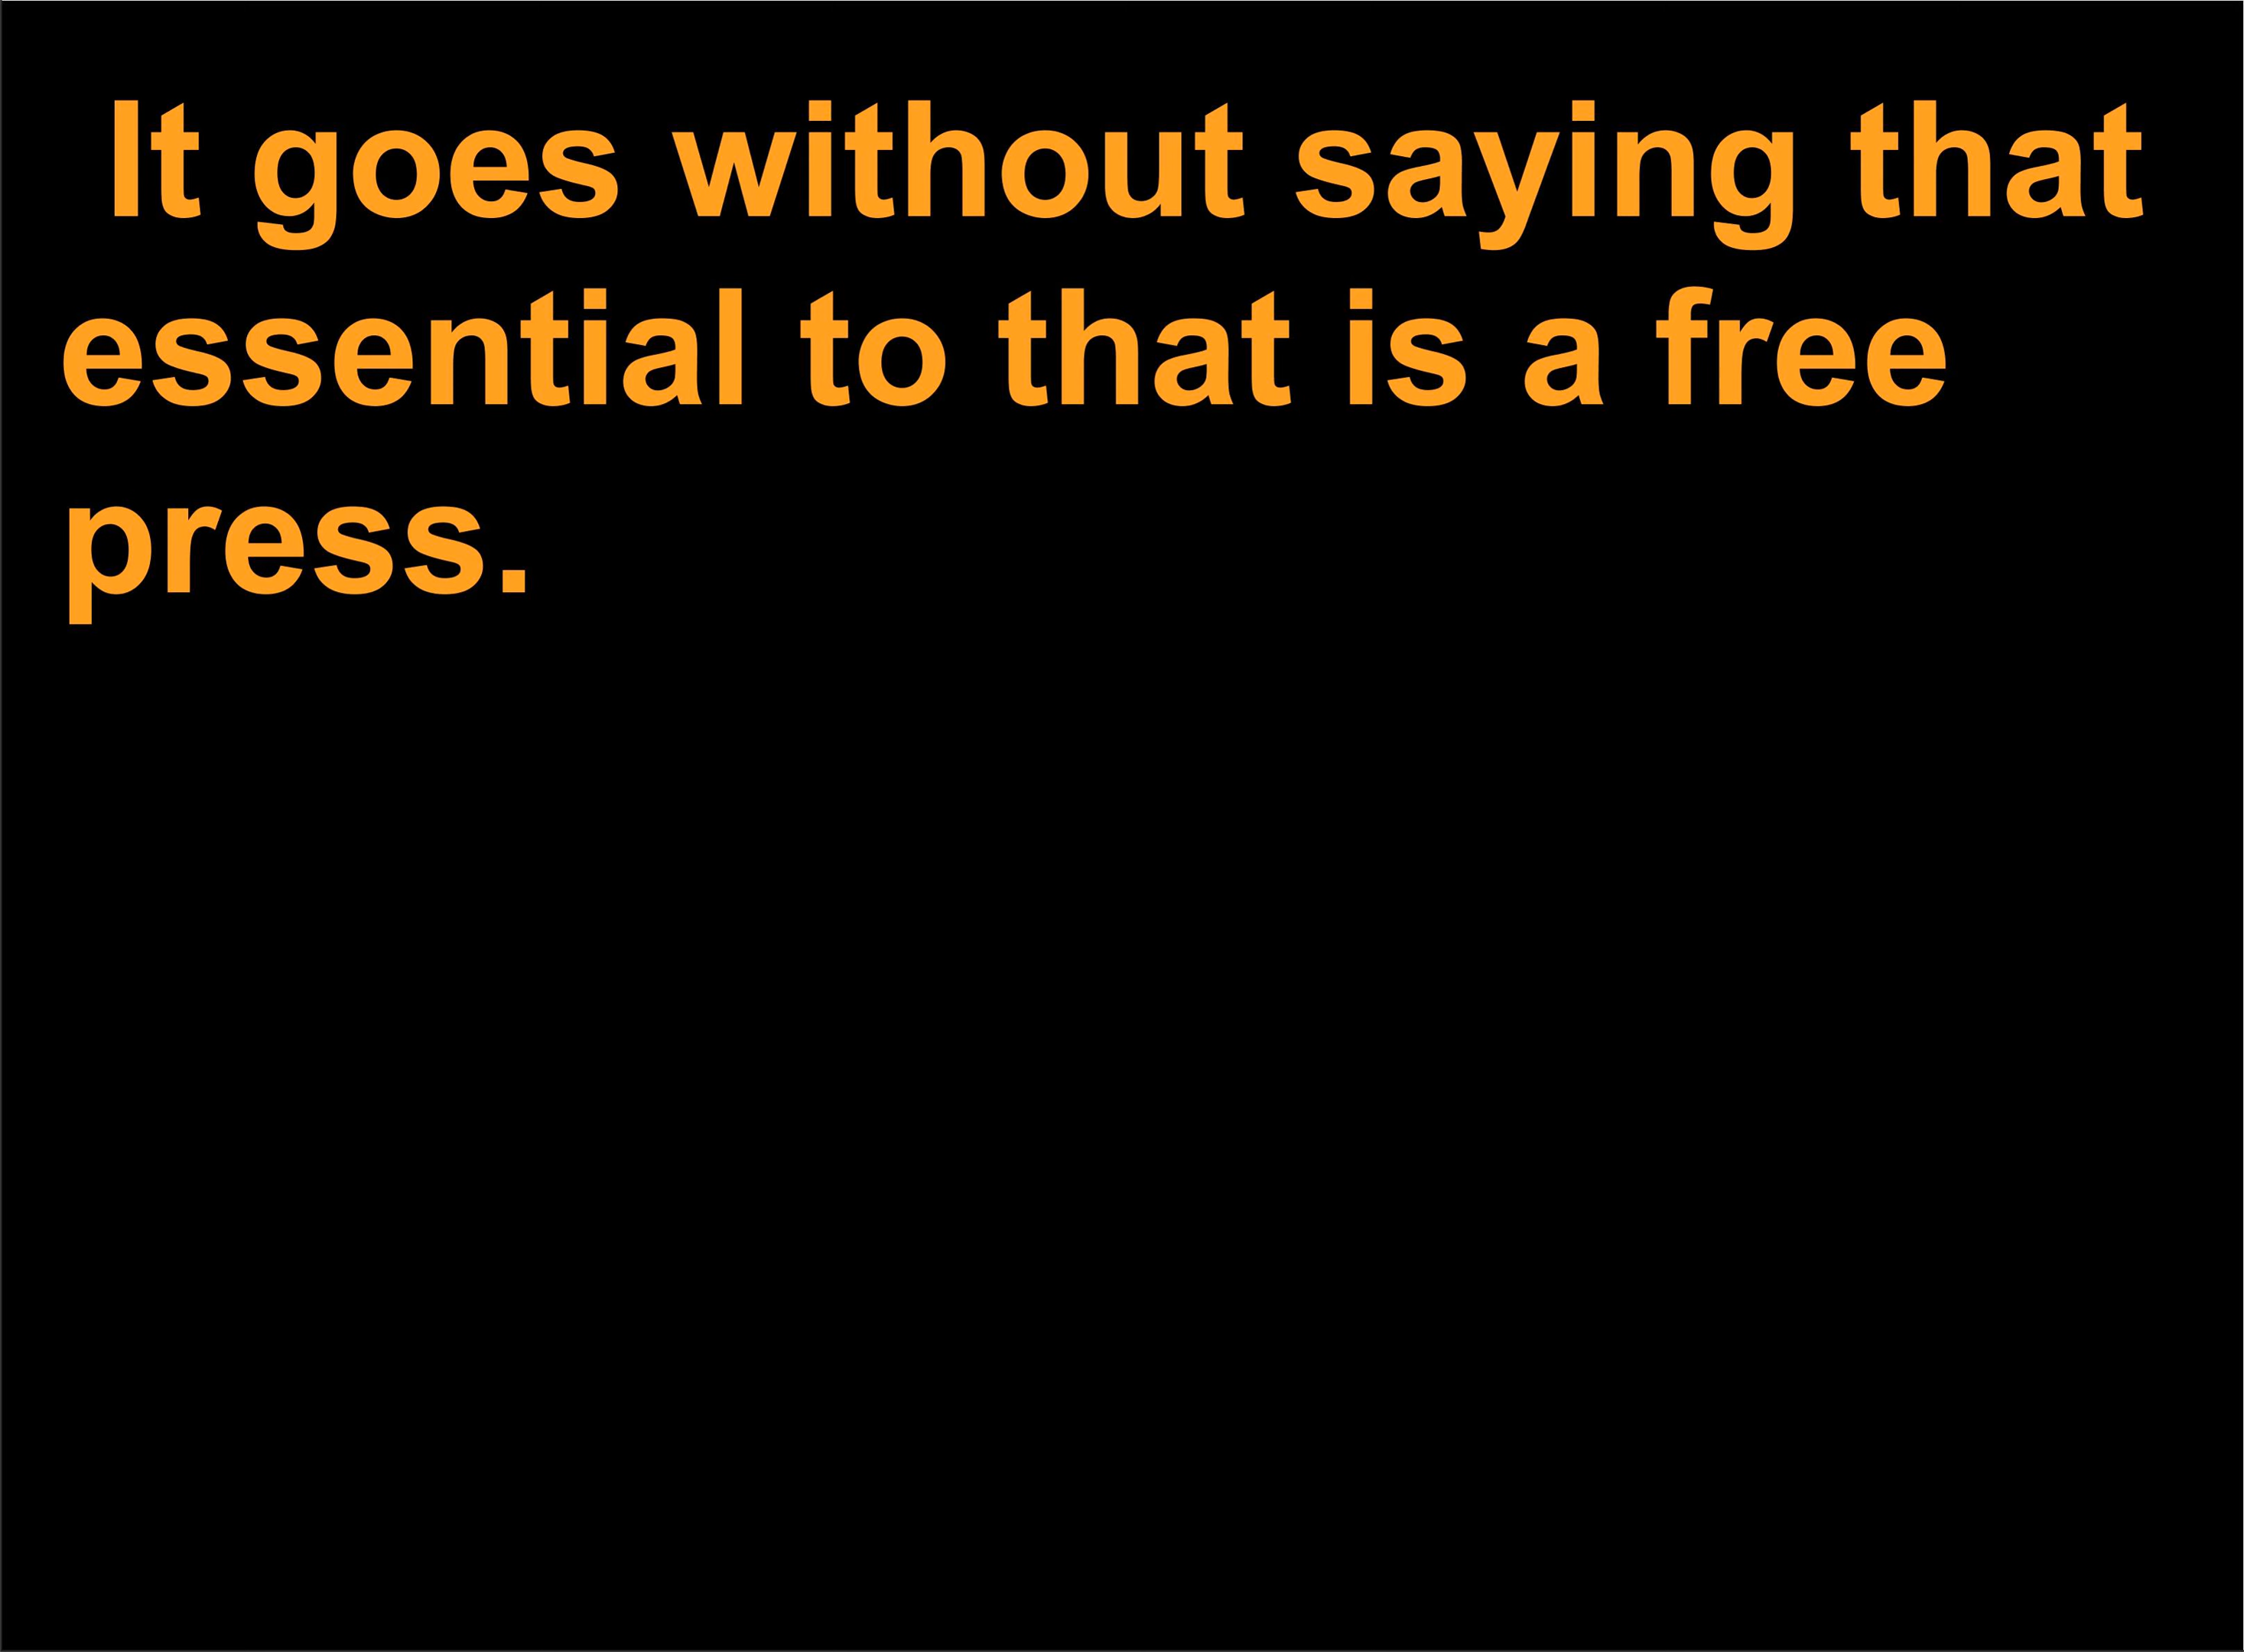 It goes without saying that
essential to that is a free
press.